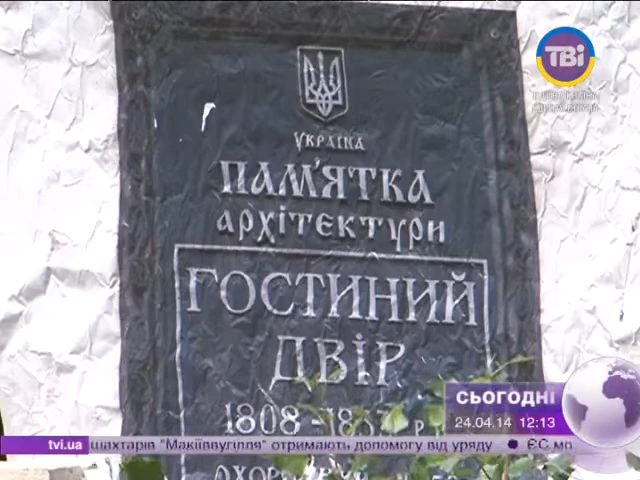 ТВі
УКРАЇНА
ПАМ'ЯТКА
АРХІТЕКТУРИ
ГОСТИНИЙ
ДВІР
1808
СЬОГОДНІ
24.04.14 12:13
tvi.ua шахтарів "Макіїввугілля" отримають допомогу від уряду ● ЄС мо